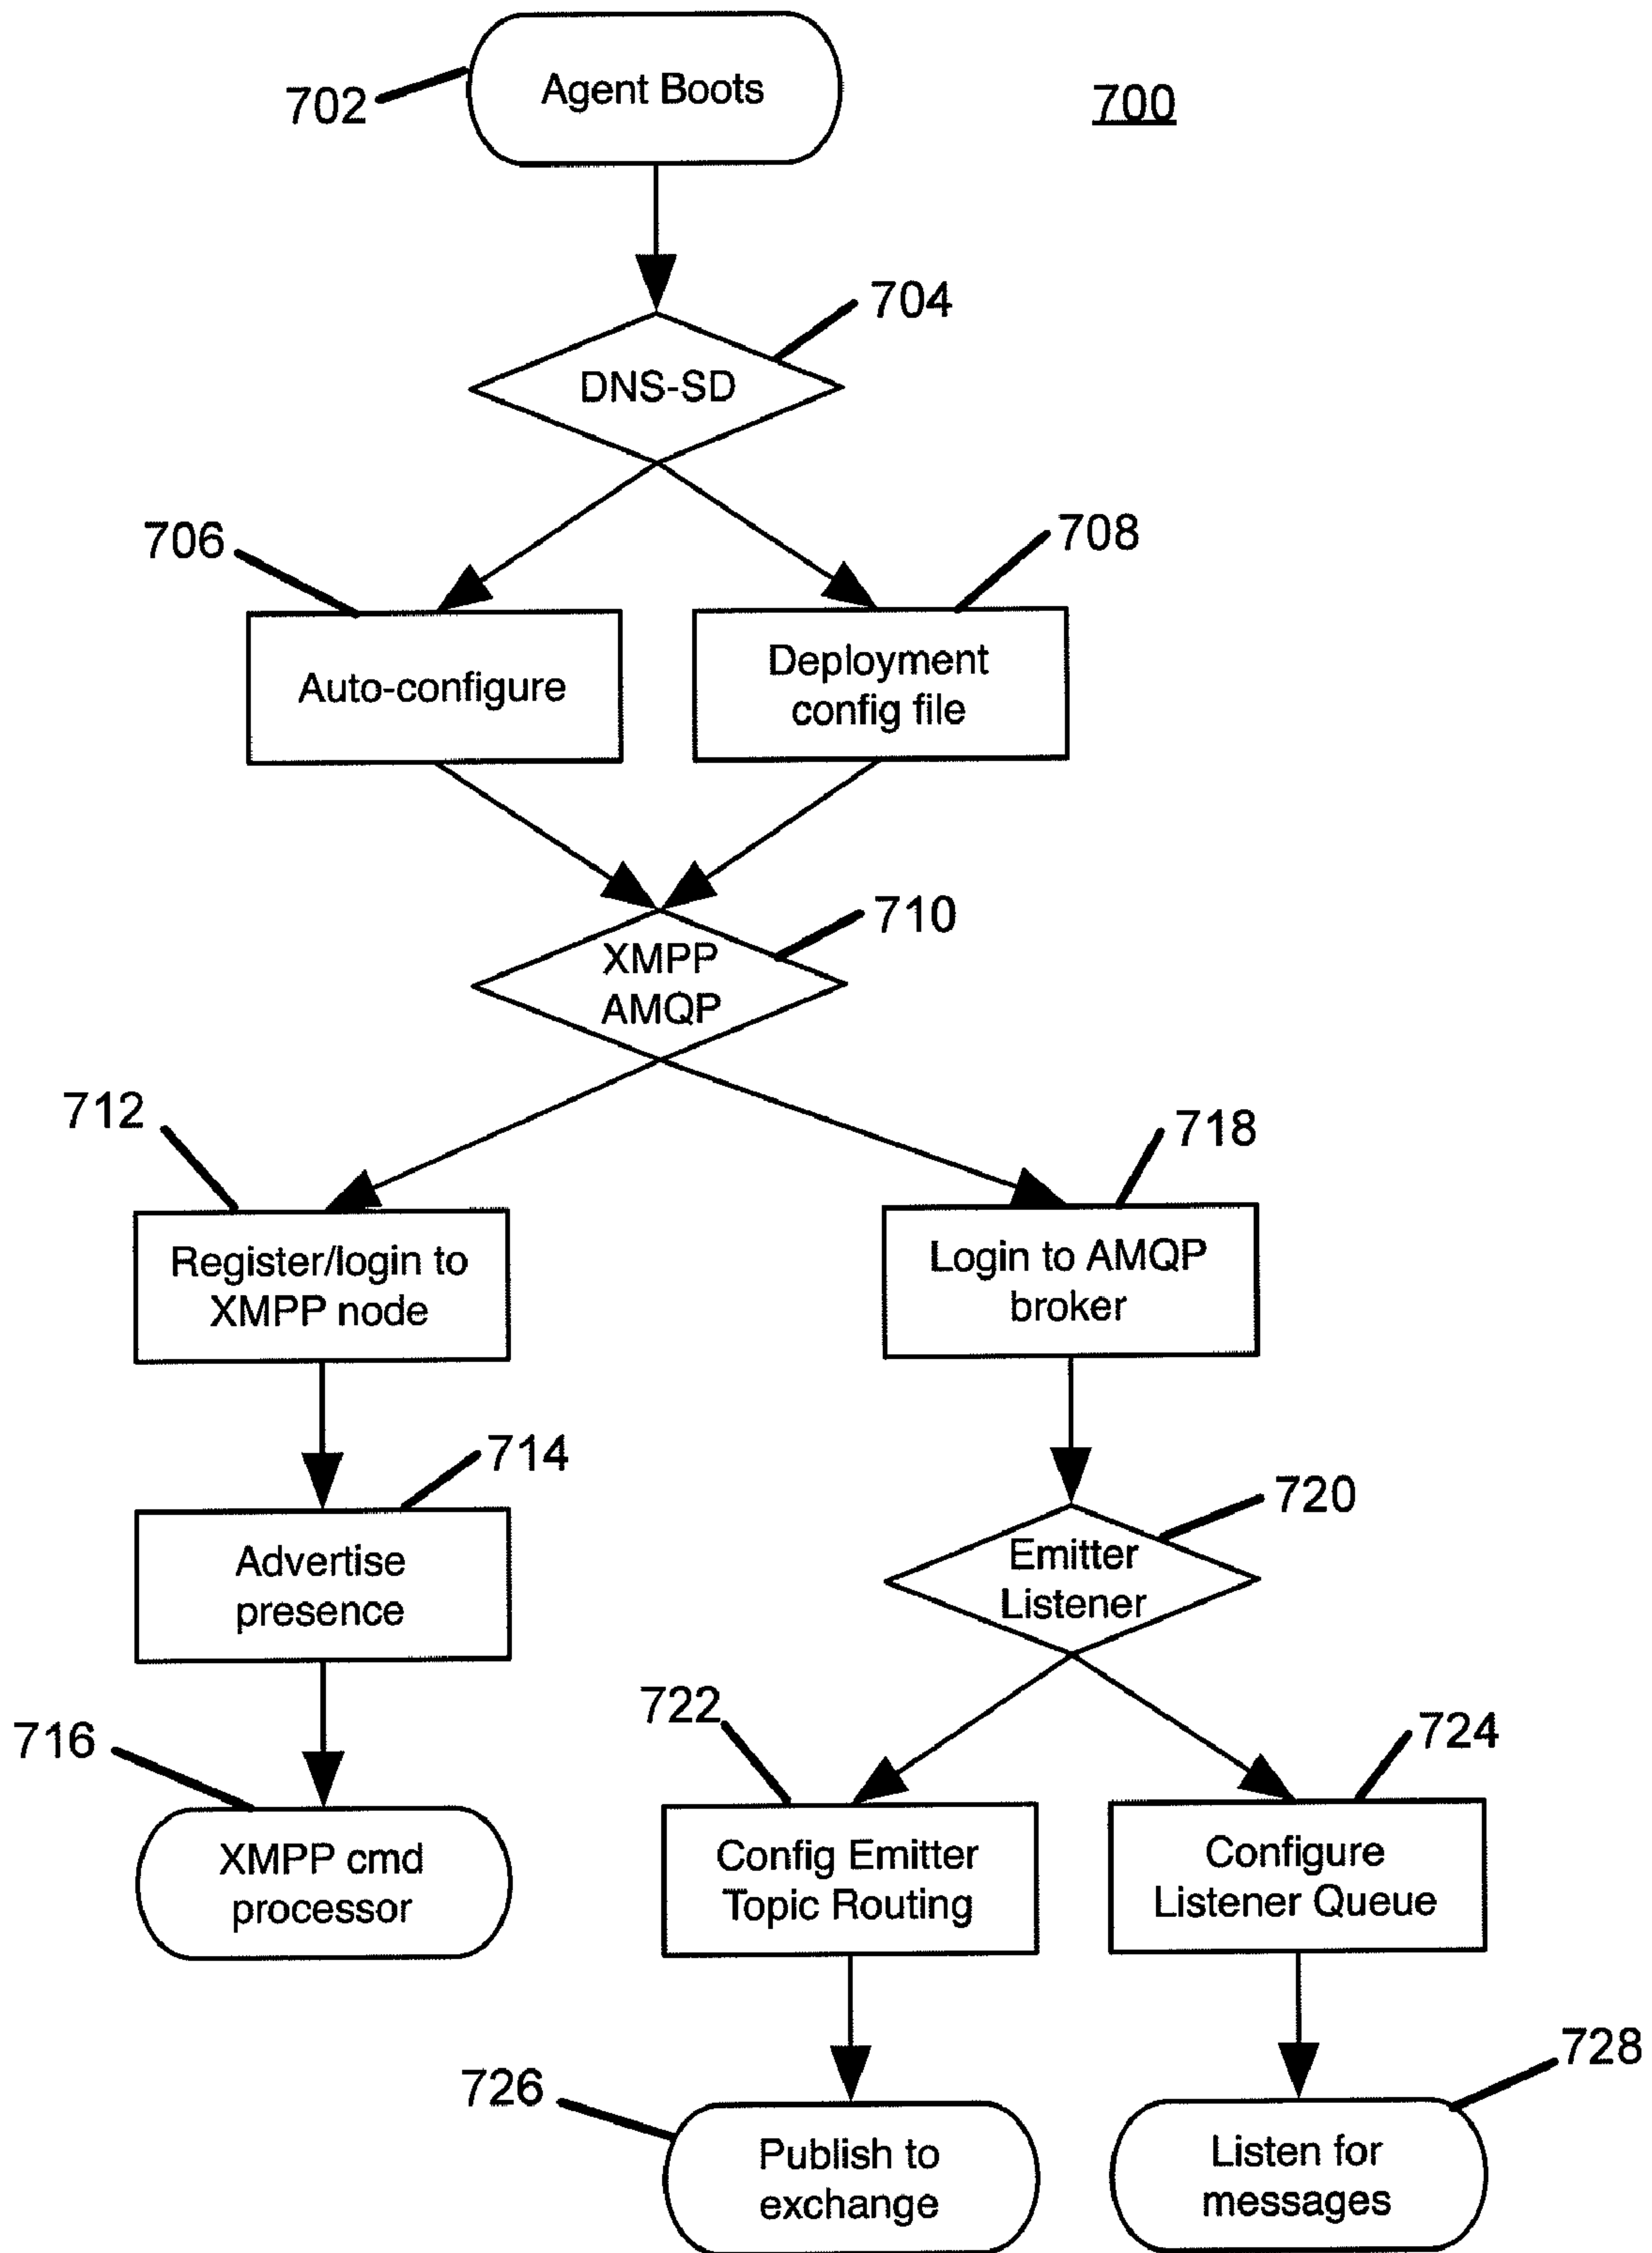 702
Agent Boots
700
704
DNS-SD
706
708
Auto-configure
Deployment
config file
710
XMPP
AMQP
712
718
Register/login to
XMPP node
Login to AMQP
broker
714
720
Advertise
presence
Emitter
Listener
716
722
724
XMPP cmd
processor
Config Emitter
Topic Routing
Configure
Listener Queue
726
728
Publish to
exchange
Listen for
messages